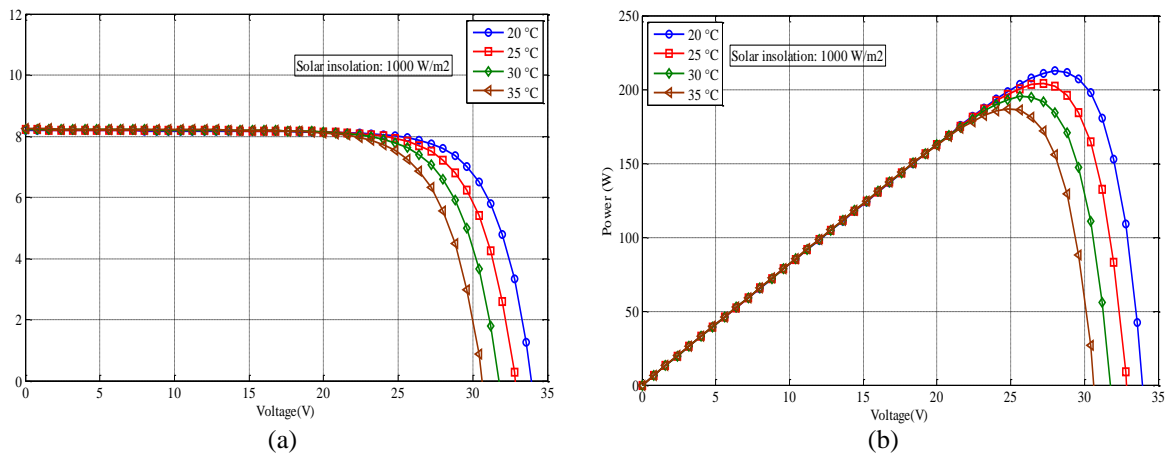 12
10
8
6
4
2
0
0 5 10 15 20 25 30 35
Voltage(V)
Solar insolation: 1000 W/m2
20 °C
25 °C
30 °C
35 °C
(a)
250
200
150
100
50
0
Power (W)
0 5 10 15 20 25 30 35
Voltage(V)
20 °C
25 °C
30 °C
35 °C
Solar insolation: 1000 W/m2
(b)